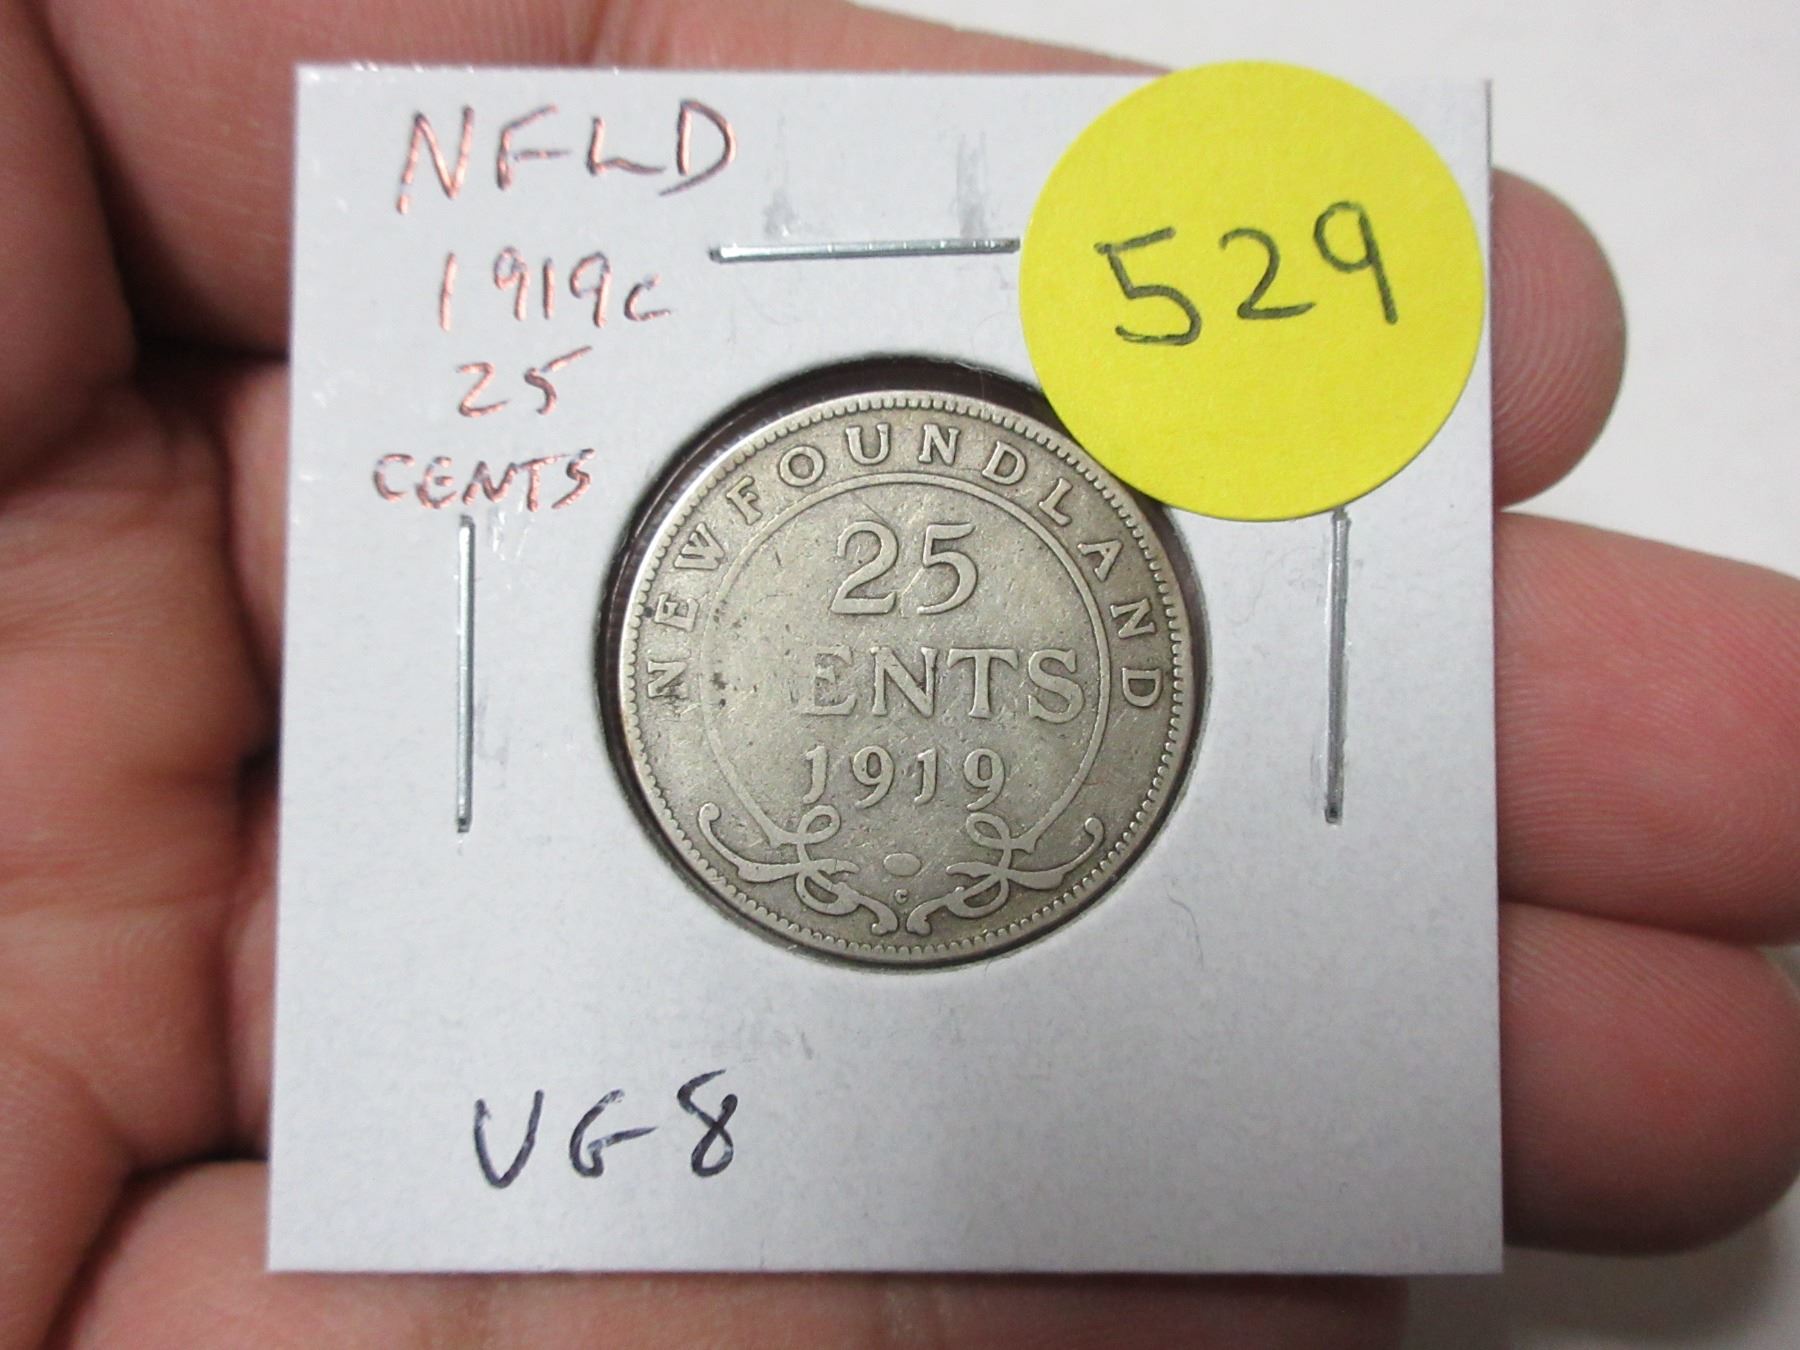 NFLD
1919c
25
CENTS
529
NEWFOUNDLAND
25
ENTS
1919
C
VG8